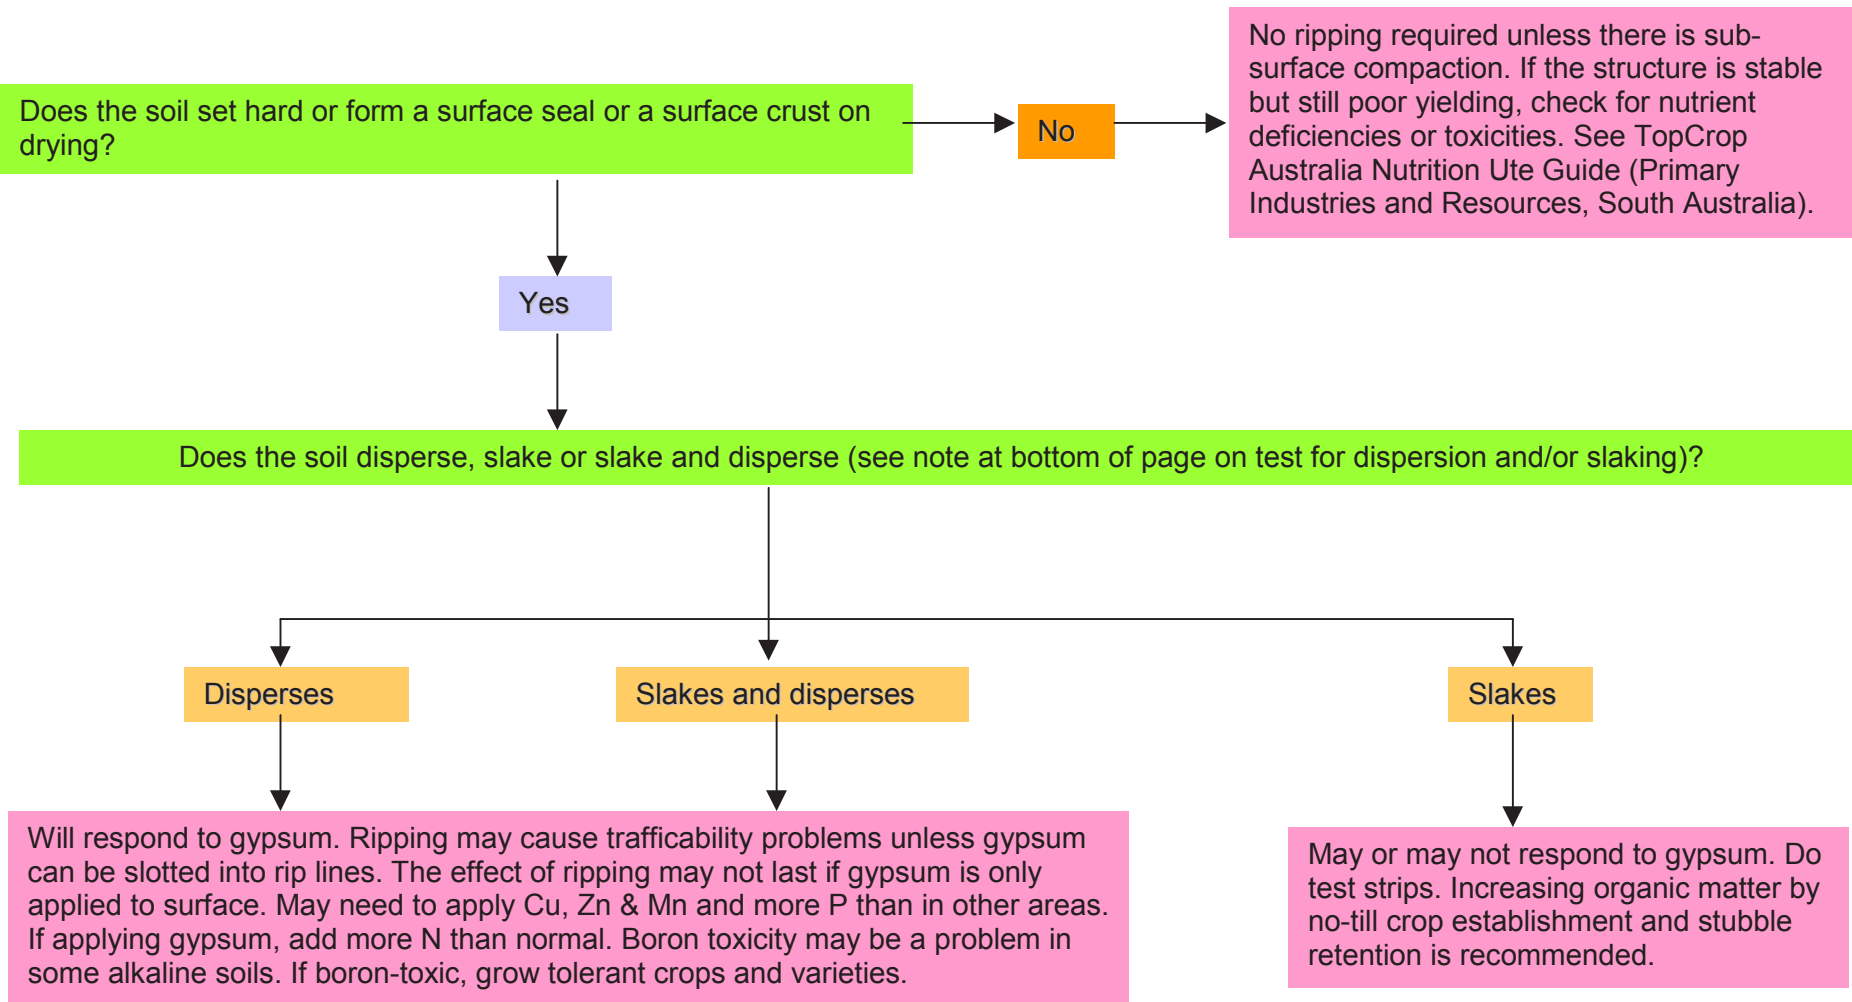 No ripping required unless there is sub-
surface compaction. If the structure is stable
but still poor yielding, check for nutrient
deficiencies or toxicities. See TopCrop
Australia Nutrition Ute Guide (Primary
Industries and Resources, South Australia).
Does the soil set hard or form a surface seal or a surface crust on
drying?
No
Yes
Does the soil disperse, slake or slake and disperse (see note at bottom of page on test for dispersion and/or slaking)?
Disperses
Slakes and disperses
Slakes
Will respond to gypsum. Ripping may cause trafficability problems unless gypsum
can be slotted into rip lines. The effect of ripping may not last if gypsum is only
applied to surface. May need to apply Cu, Zn & Mn and more P than in other areas.
If applying gypsum, add more N than normal. Boron toxicity may be a problem in
some alkaline soils. If boron-toxic, grow tolerant crops and varieties.
May or may not respond to gypsum. Do
test strips. Increasing organic matter by
no-till crop establishment and stubble
retention is recommended.